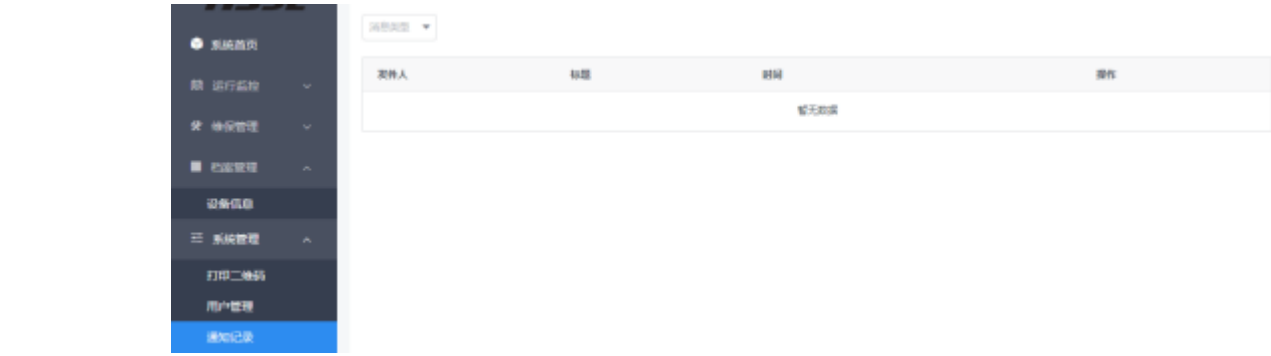 系统首页
运行监控
维保管理
档案管理
设备信息
系统管理
打印二维码
用户管理
通知记录
消息类型
发件人 标题 时间 操作
暂无数据